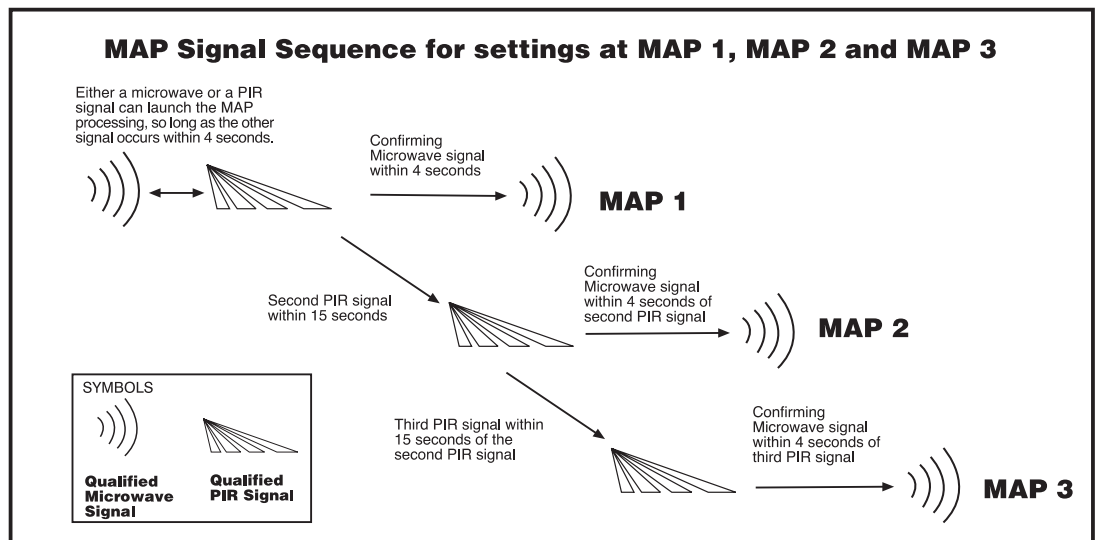 MAP Signal Sequence for settings at MAP 1, MAP 2 and MAP 3
Either a microwave or a PIR
signal can launch the MAP
processing, so long as the other
signal occurs within 4 seconds.
Confirming
Microwave signal
within 4 seconds
MAP 1
Second PIR signal
within 15 seconds
Confirming
Microwave signal
within 4 seconds of
second PIR signal
MAP 2
Third PIR signal within
15 seconds of the
second PIR signal
Confirming
Microwave signal
within 4 seconds of
third PIR signal
MAP 3
SYMBOLS
Qualified
Microwave
Signal
Qualified
PIR Signal